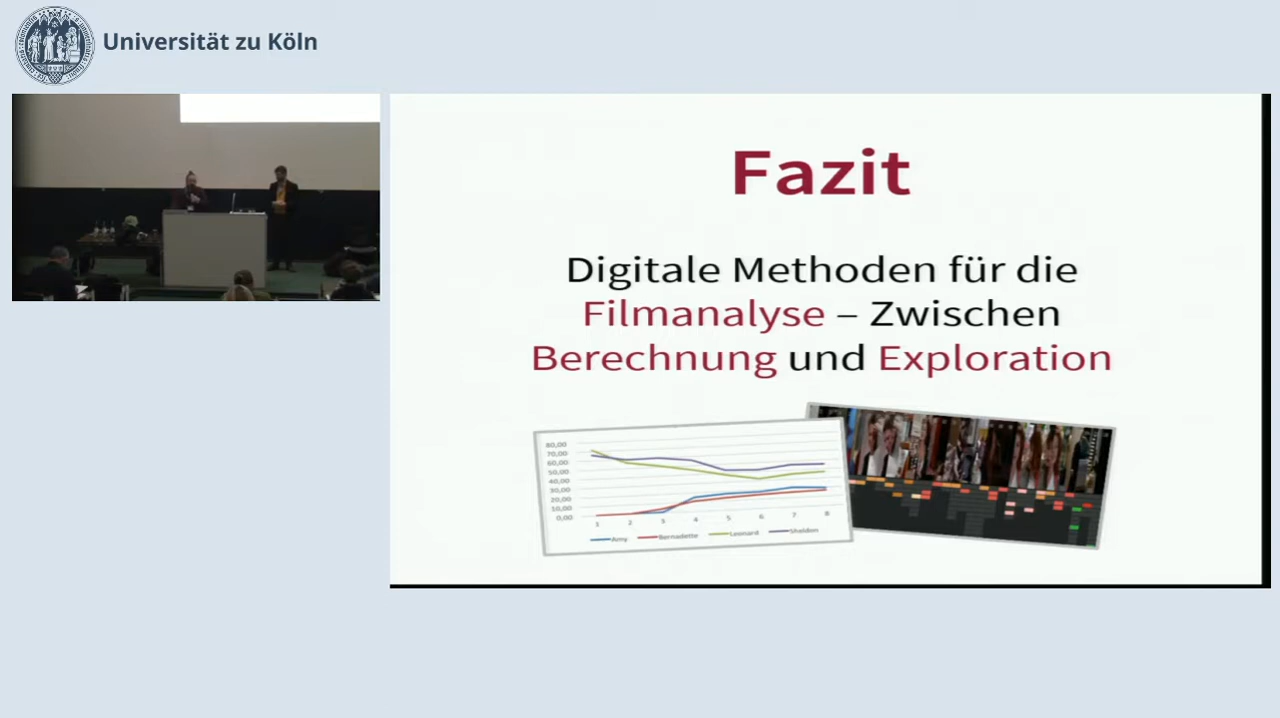 Universität zu Köln
Fazit
Digitale Methoden für die
Filmanalyse – Zwischen
Berechnung und Exploration
80,00
70,00
60,00
50,00
40,00
30,00
20,00
10,00
0,00
1 2 3 4 5 6 7 8
Amy Bernadette Leonard Sheldon